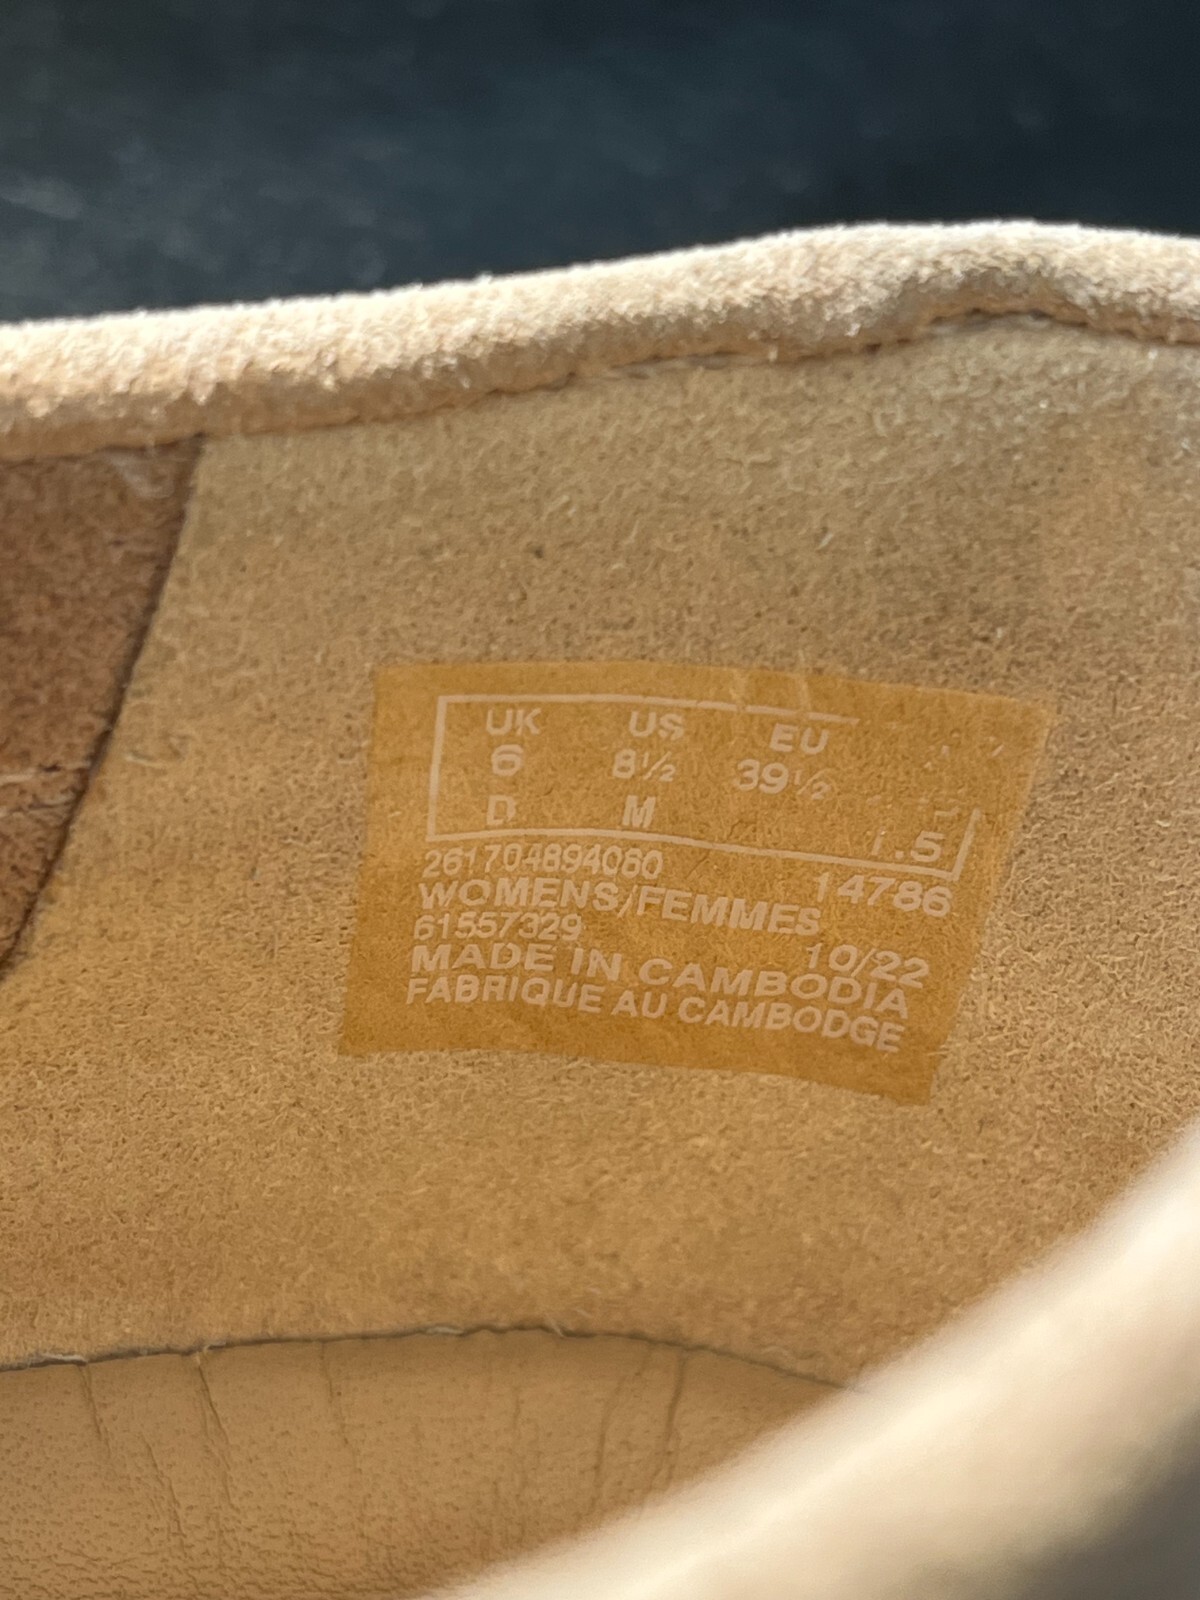 UK US EU
6 8½ 39½
D M .5
261704894060 14786
WOMENS/FEMMES
61557329 10/22
MADE IN CAMBODIA
FABRIQUE AU CAMBODGE